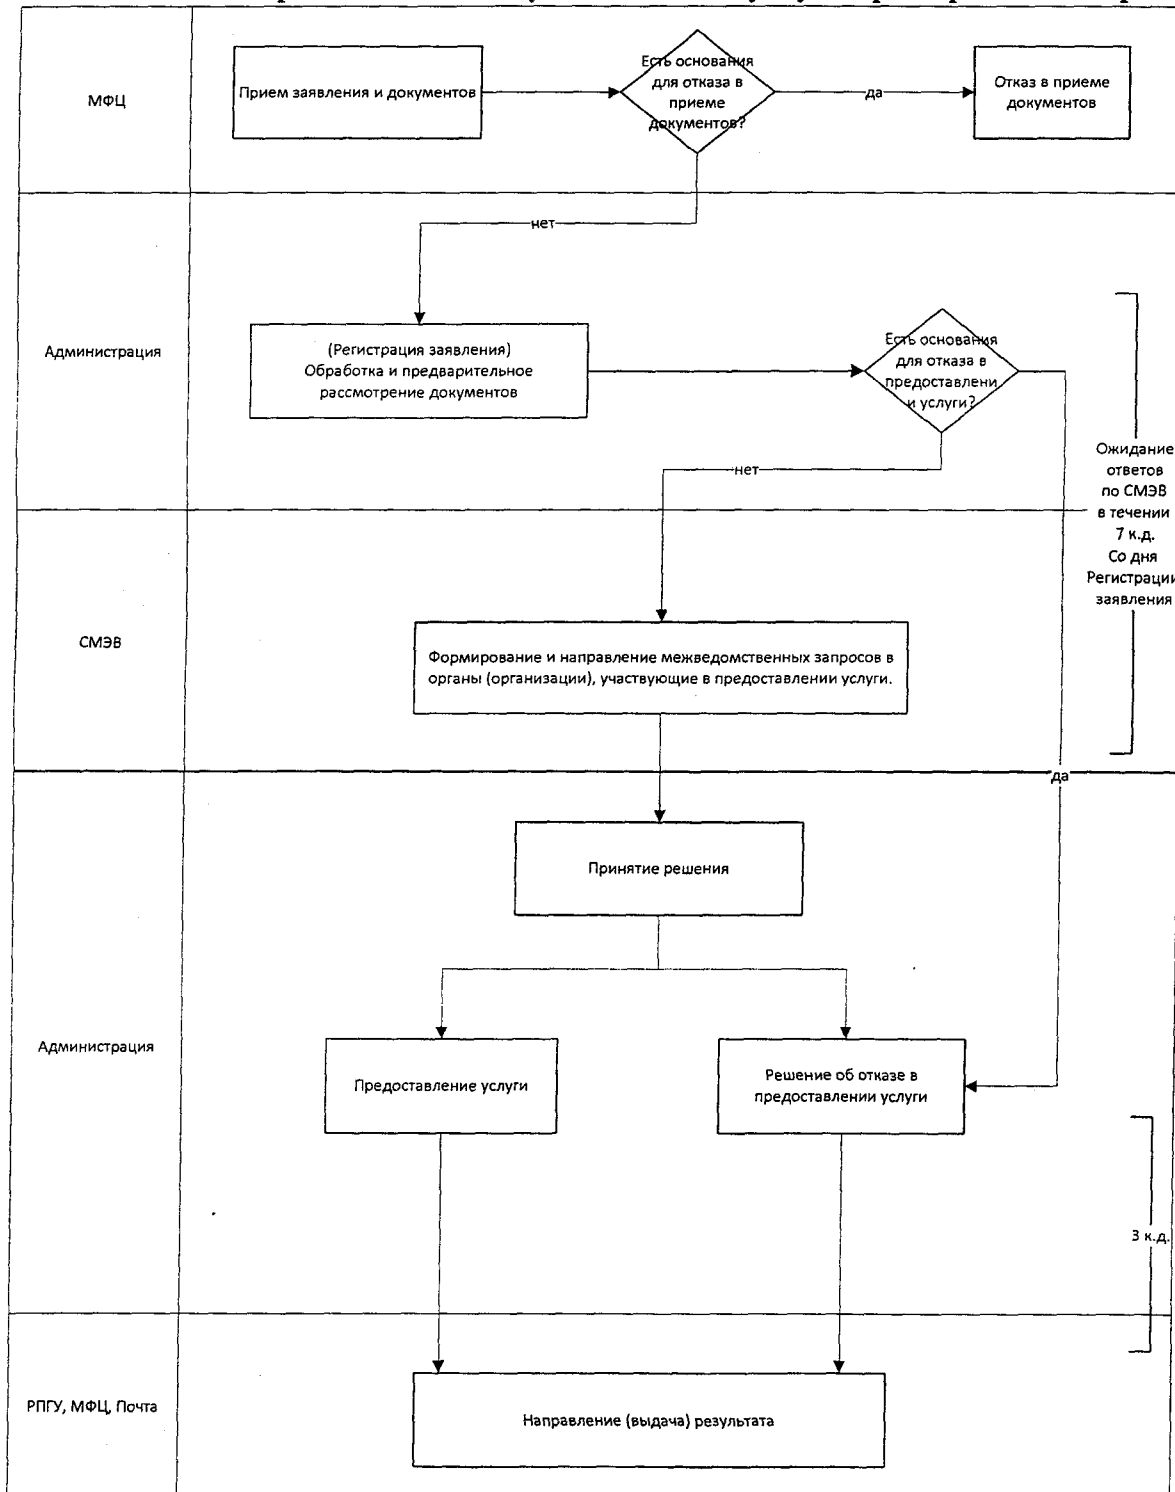 МФЦ
Прием заявления и документов
Есть основания
для отказа в
приеме
документов?
да
Отказ в приеме
документов
нет
Администрация
(Регистрация заявления)
Обработка и предварительное
рассмотрение документов
Есть основания
для отказа в
предоставлени
и услуги?
нет
Ожидание
ответов
по СМЭВ
в течении
7 к.д.
Со дня
Регистрации
заявления
СМЭВ
Формирование и направление межведомственных запросов в
органы (организации), участвующие в предоставлении услуги.
да
Принятие решения
Администрация
Предоставление услуги
Решение об отказе в
предоставлении услуги
3 к.д.
РПГУ, МФЦ, Почта
Направление (выдача) результата